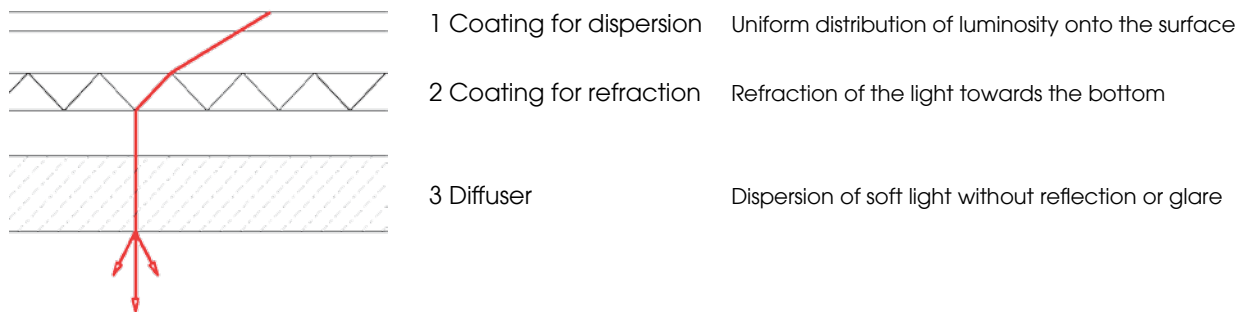 1 Coating for dispersion Uniform distribution of luminosity onto the surface
2 Coating for refraction Refraction of the light towards the bottom
3 Diffuser Dispersion of soft light without reflection or glare